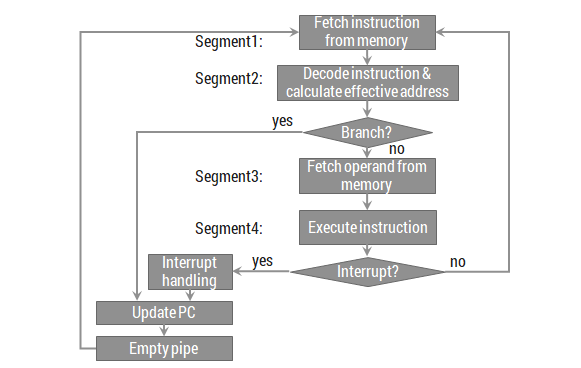 Fetch instruction
from memory
Segment1:
Decode instruction &
calculate effective address
Segment2:
yes
Branch?
no
Fetch operand from
memory
Segment3:
Segment4:
Execute instruction
Interrupt
handling
yes
Interrupt?
no
Update PC
Empty pipe